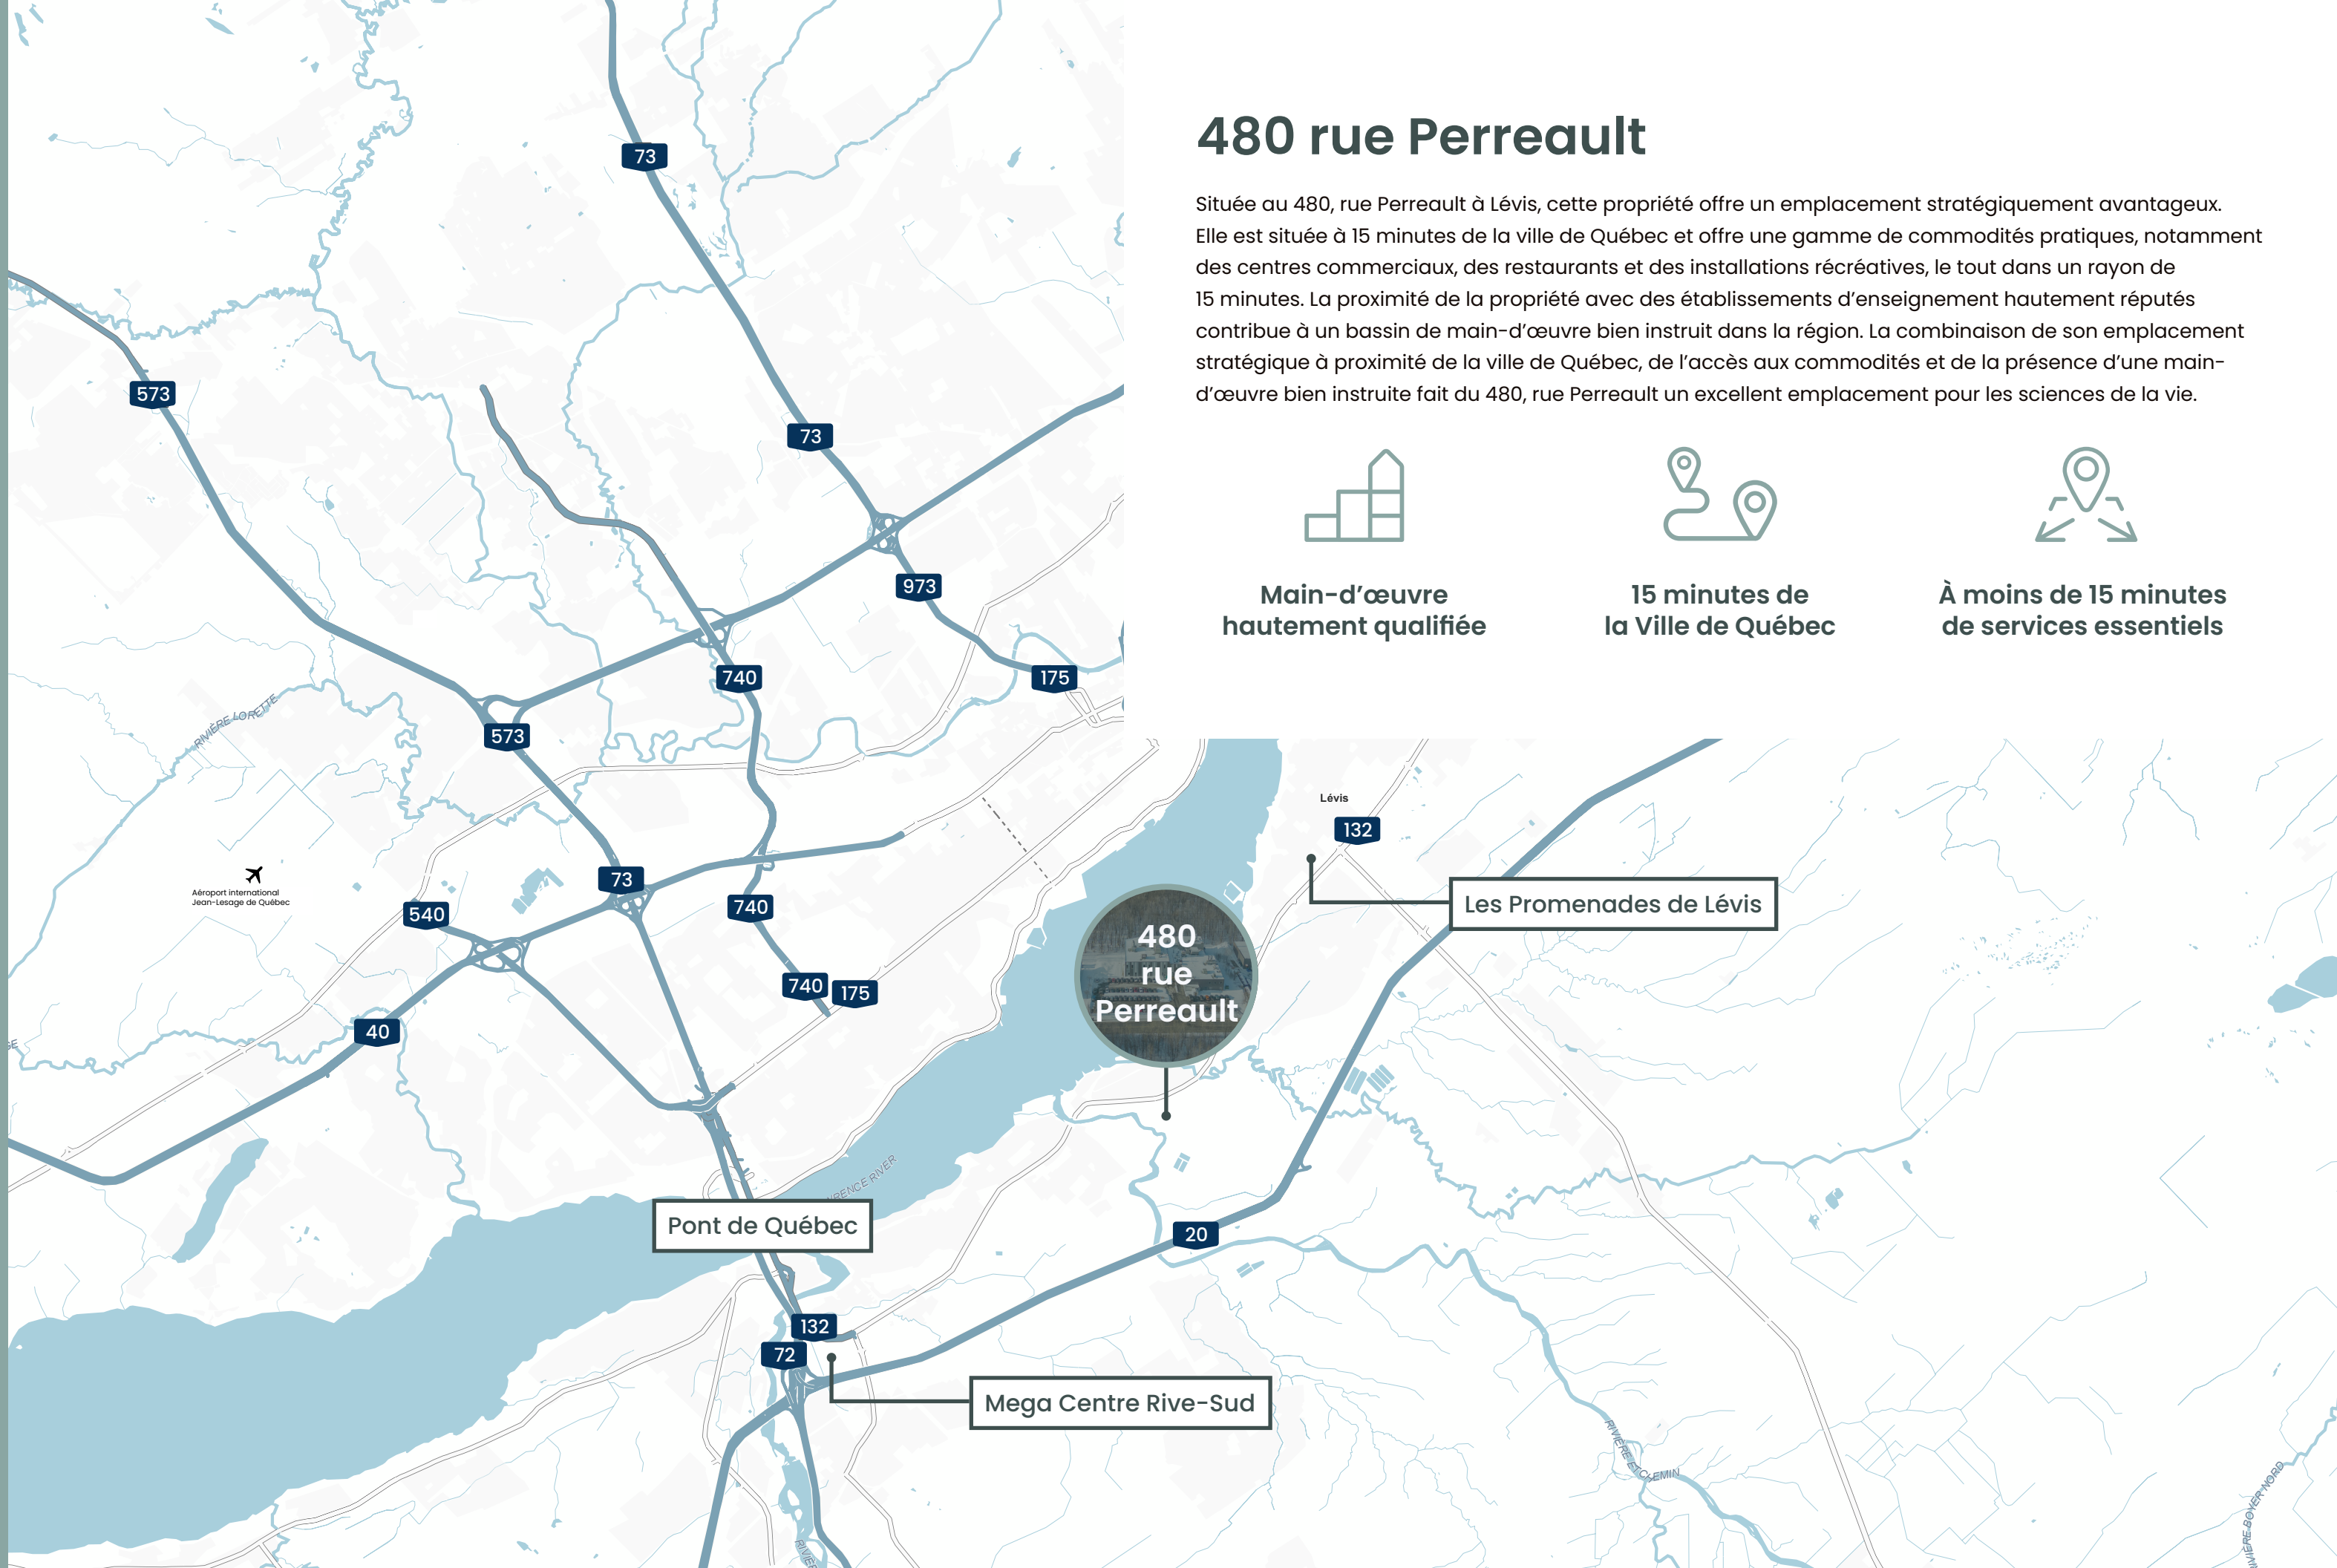 480 rue Perreault
Située au 480, rue Perreault à Lévis, cette propriété offre un emplacement stratégiquement avantageux.
Elle est située à 15 minutes de la ville de Québec et offre une gamme de commodités pratiques, notamment
des centres commerciaux, des restaurants et des installations récréatives, le tout dans un rayon de
15 minutes. La proximité de la propriété avec des établissements d’enseignement hautement réputés
contribue à un bassin de main-d’œuvre bien instruit dans la région. La combinaison de son emplacement
stratégique à proximité de la ville de Québec, de l’accès aux commodités et de la présence d’une main-
d’œuvre bien instruite fait du 480, rue Perreault un excellent emplacement pour les sciences de la vie.
Main-d’œuvre
hautement qualifiée
15 minutes de
la Ville de Québec
À moins de 15 minutes
de services essentiels
73
573
73
973
740
175
573
RIVIÈRE LORETTE
Lévis
132
Aéroport international
Jean-Lesage de Québec
73
540
740
Les Promenades de Lévis
480
rue
Perreault
740
175
40
RENCE RIVER
Pont de Québec
20
132
72
Mega Centre Rive-Sud
RIVIÈRE ETCHEMIN
BOYER NORD